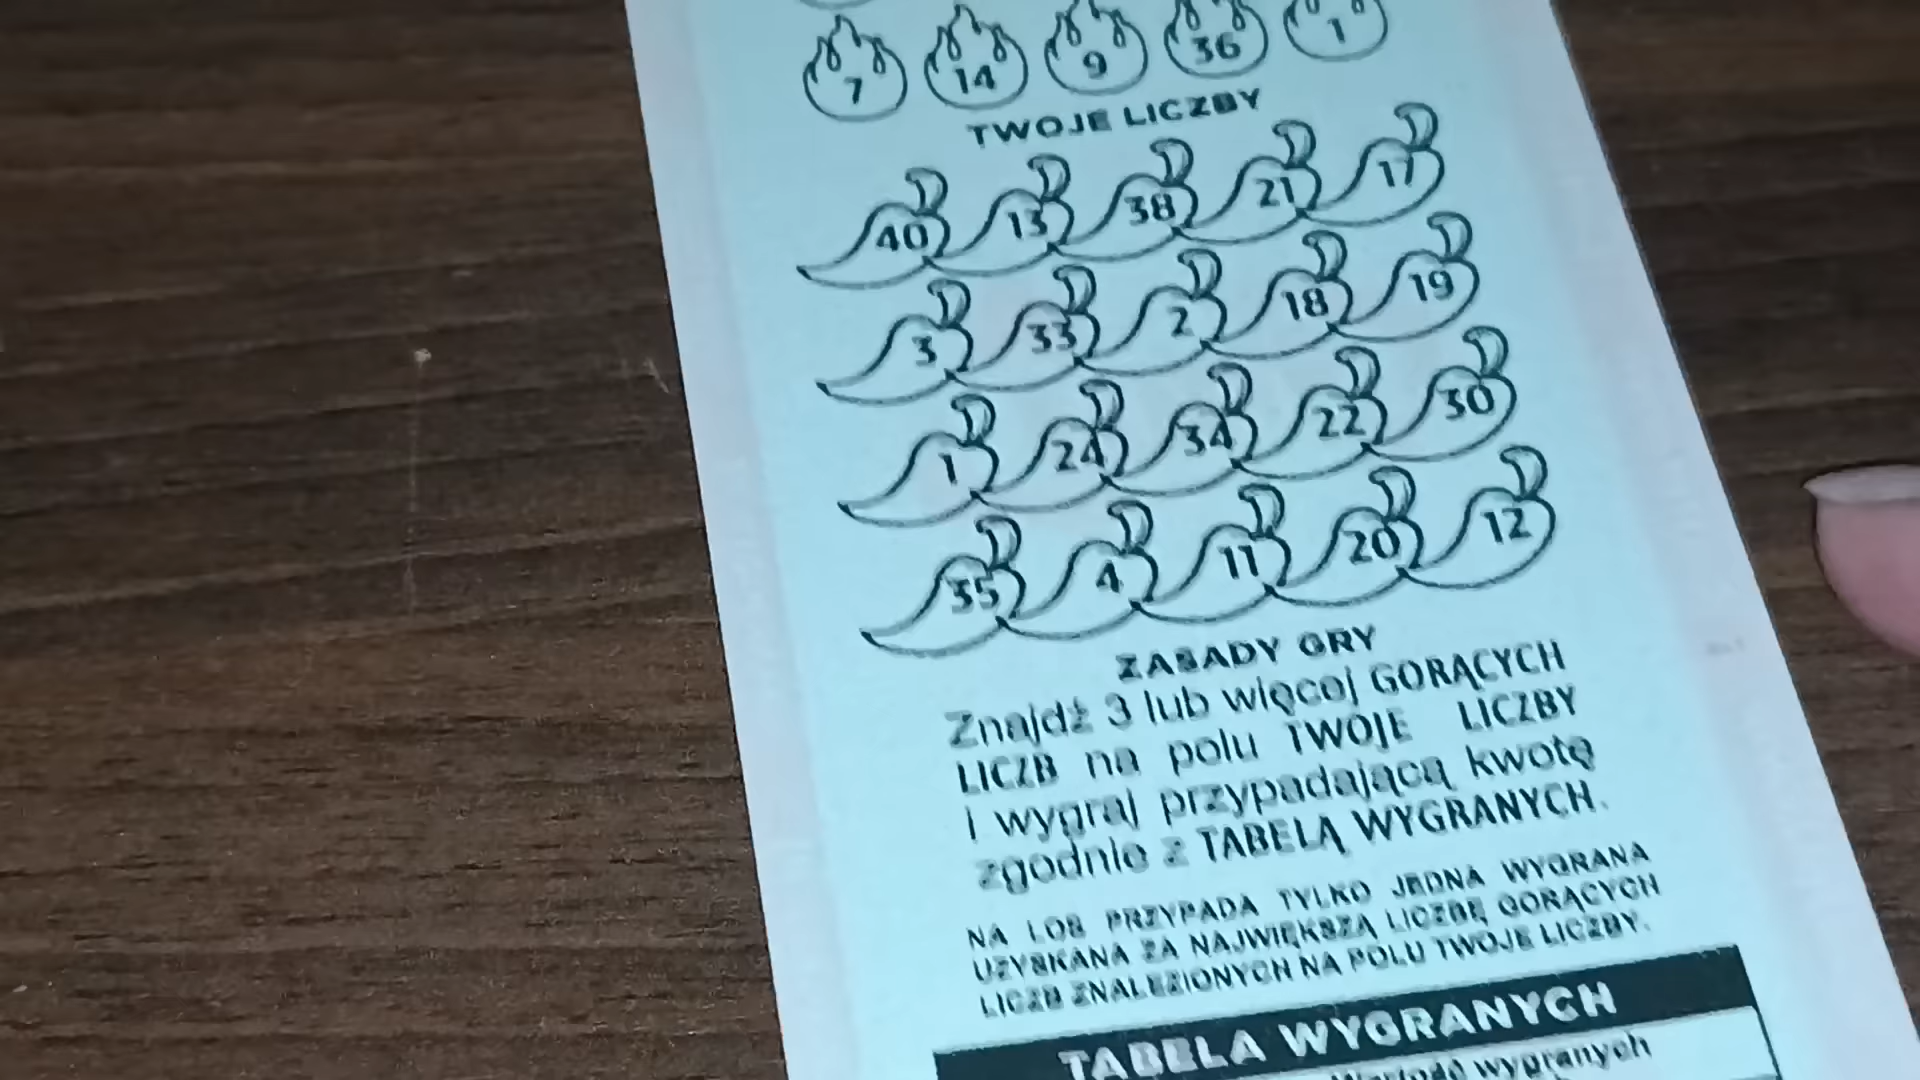 7 14 9 36 1
TWOJE LICZBY
40 13 38 21 17
3 33 2 18 19
1 24 34 22 30
35 4 11 20 12
ZASADY GRY
Znajdź 3 lub więcej GORĄCYCH
LICZB na polu TWOJE LICZBY
i wygraj przypadającą kwotę
zgodnie z TABELĄ WYGRANYCH.
NA LOS PRZYPADA TYLKO JEDNA WYGRANA
UZYSKANA ZA NAJWIĘKSZĄ LICZBĘ GORĄCYCH
LICZB ZNALEZIONYCH NA POLU TWOJE LICZBY.
TABELA WYGRANYCH
wygranych